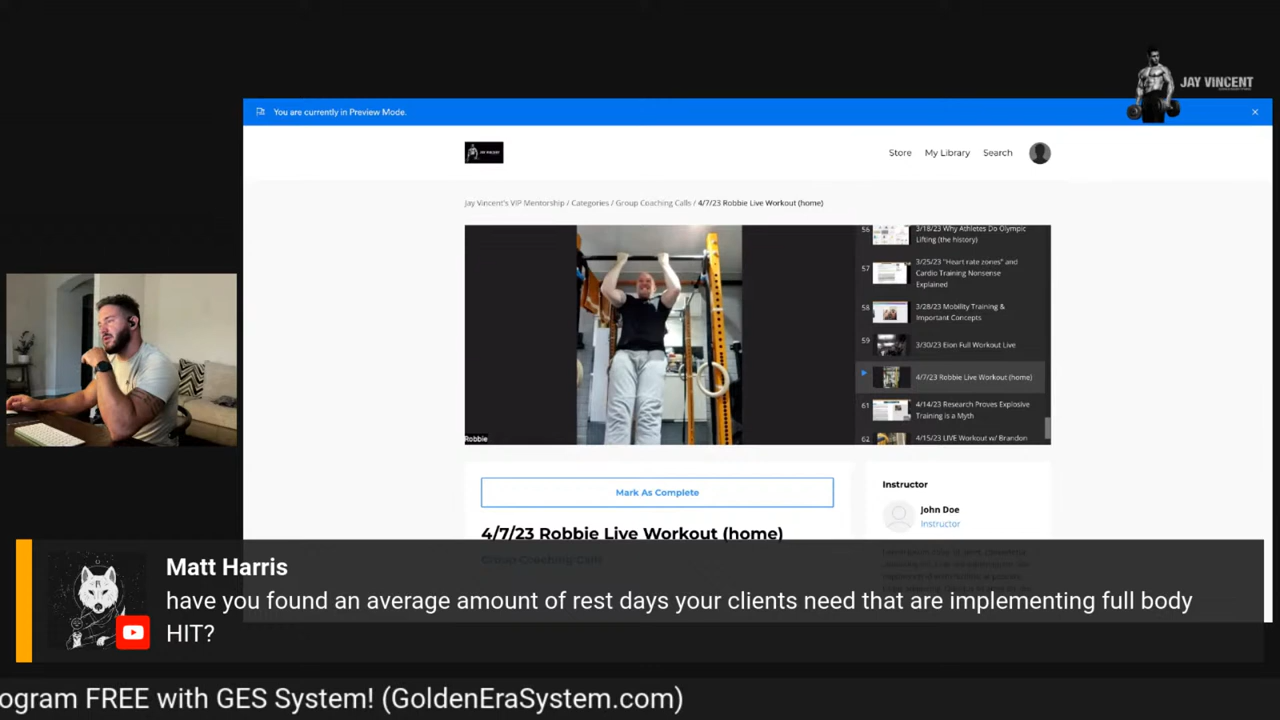 JAY VINCENT
You are currently in Preview Mode.
Store My Library Search
Jay Vincent's VIP Mentorship / Categories / Group Coaching Calls / 4/7/23 Robbie Live Workout (home)
56 3/18/23 Why Athletes Do Olympic
Lifting (the history)
57 3/25/23 "Heart rate zones" and
Cardio Training Nonsense
Explained
58 3/28/23 Mobility Training &
Important Concepts
59 3/30/23 Eion Full Workout Live
4/7/23 Robbie Live Workout (home)
61 4/14/23 Research Proves Explosive
Training is a Myth
62 4/15/23 LIVE Workout w/ Brandon
Robbie
Mark As Complete
4/7/23 Robbie Live Workout (home)
Group Coaching Calls
Instructor
John Doe
Instructor
Matt Harris
have you found an average amount of rest days your clients need that are implementing full body
HIT?
ogram FREE with GES System! (GoldenEraSystem.com)